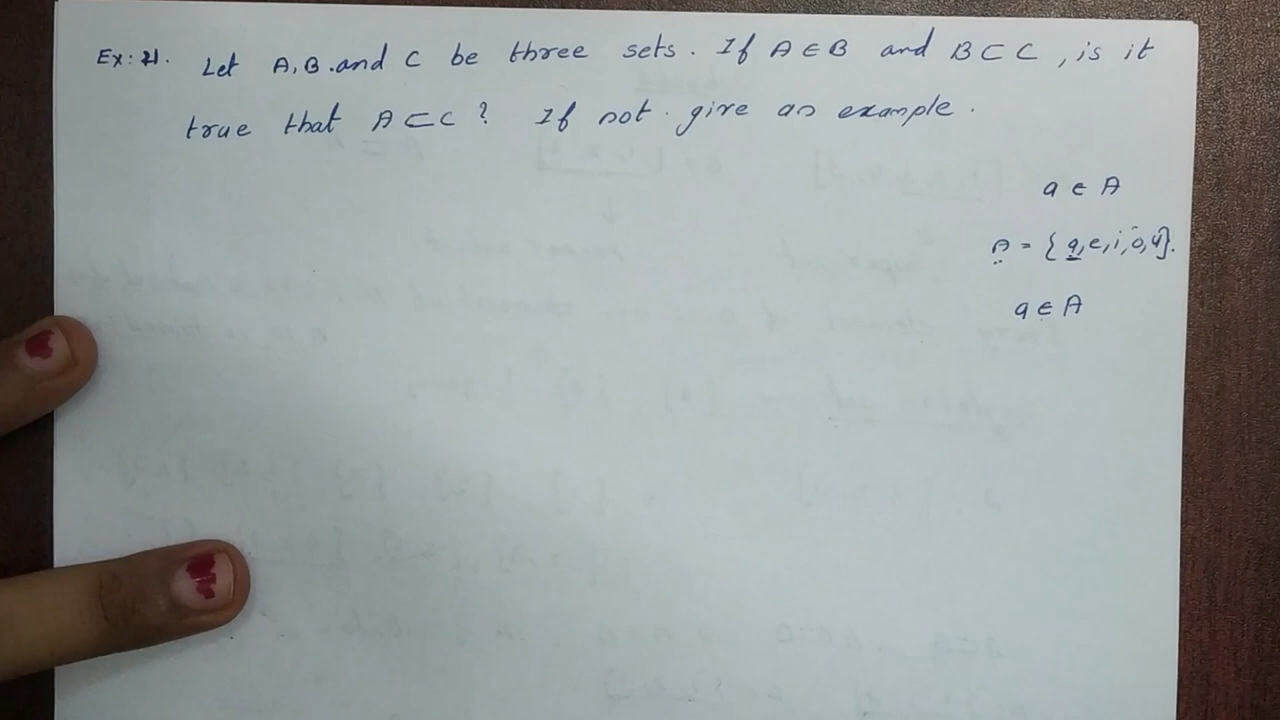 Ex: 21. Let A, B and C be three sets. If A ∈ B and B ⊂ C, is it
true that A ⊂ C? If not give an example.
a ∈ A
A = {a,e,i,o,u}.
a ∈ A